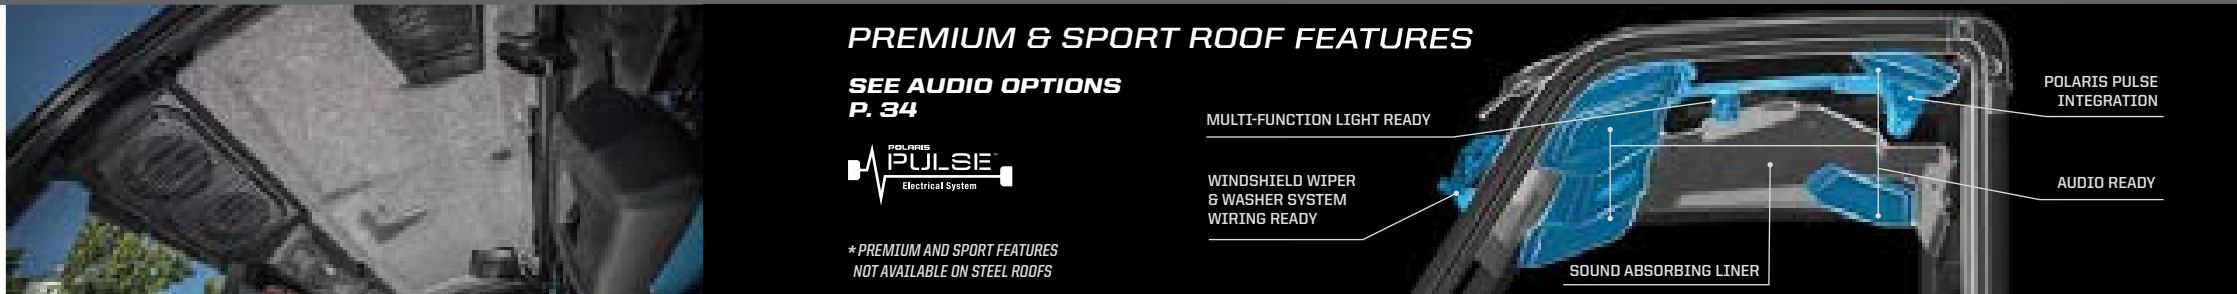 PREMIUM & SPORT ROOF FEATURES
SEE AUDIO OPTIONS
P. 34
POLARIS
PULSE™
Electrical System
* PREMIUM AND SPORT FEATURES
NOT AVAILABLE ON STEEL ROOFS
MULTI-FUNCTION LIGHT READY
WINDSHIELD WIPER
& WASHER SYSTEM
WIRING READY
SOUND ABSORBING LINER
POLARIS PULSE
INTEGRATION
AUDIO READY